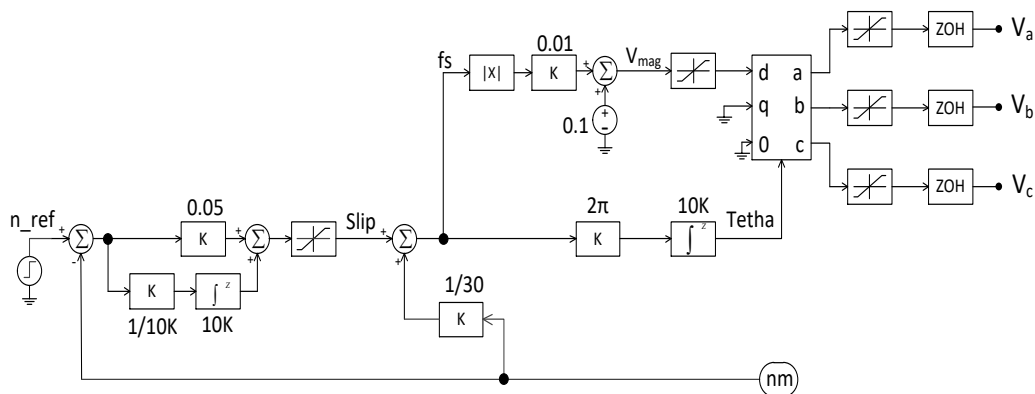 0.01
fs
|X|
K
+
+
Σ
V_mag
0.1
+
-
d
q
0
a
b
c
ZOH
V_a
ZOH
V_b
ZOH
V_c
n_ref
+
-
Σ
0.05
K
+
+
Σ
K
1/10K
∫ z
10K
Slip
+
+
Σ
1/30
K
2π
K
10K
∫ z
Tetha
nm